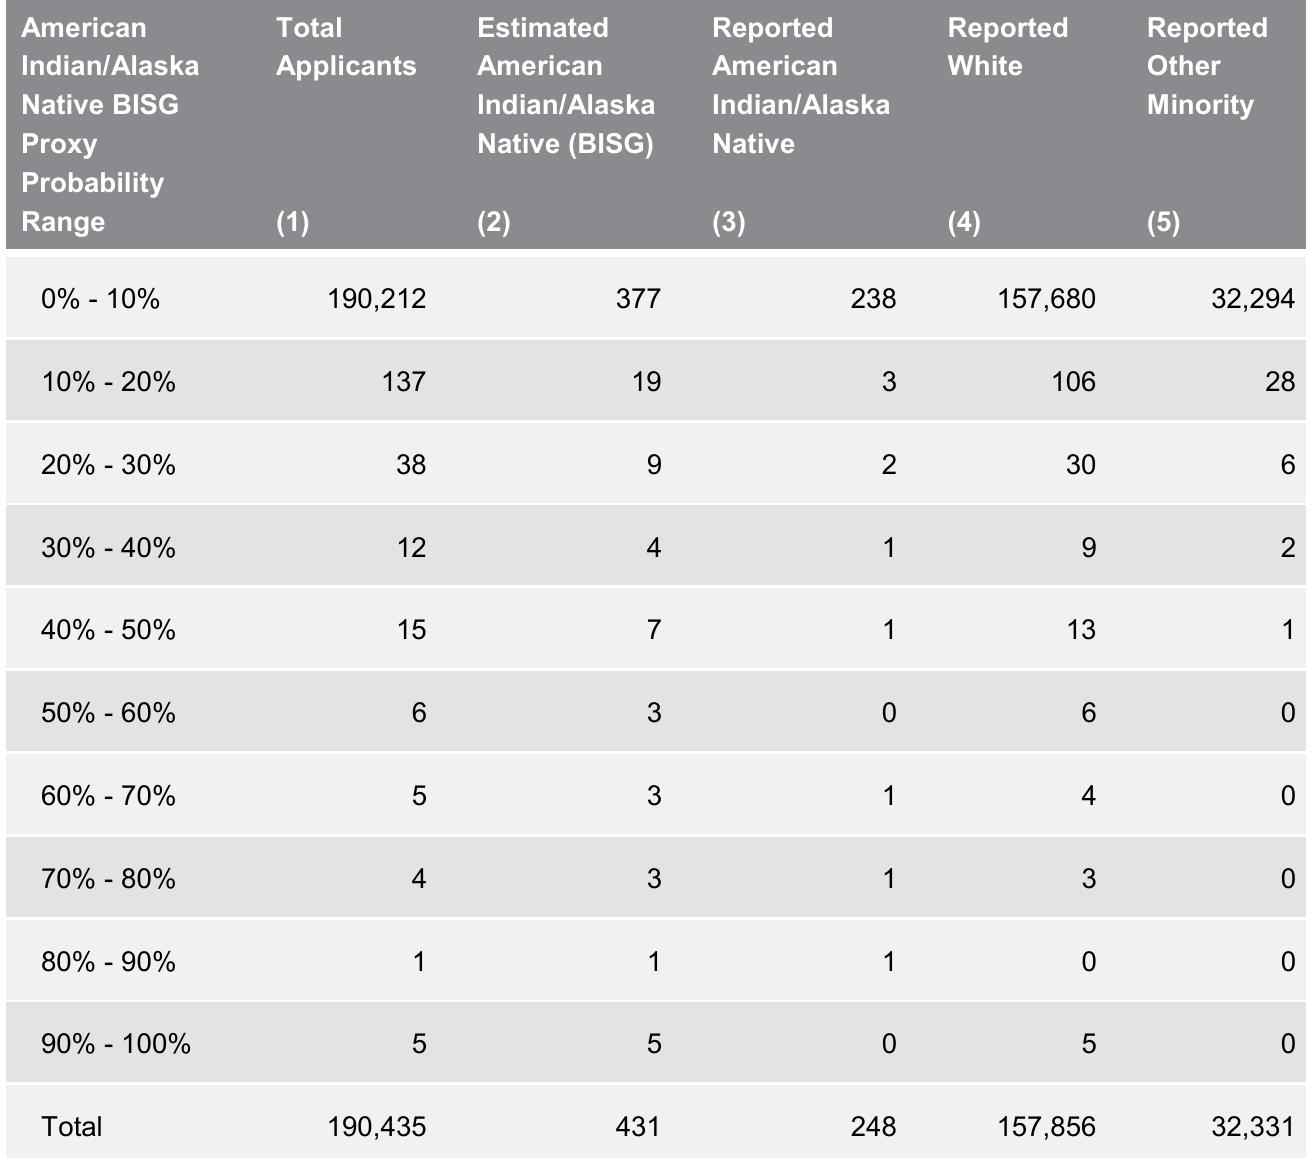 American Total Estimated Reported Reported Reported
Indian/Alaska Applicants American American White Other
Native BISG Indian/Alaska Indian/Alaska Minority
Proxy Native (BISG) Native
Probability
Range (1) (2) (3) (4) (5)
0% - 10% 190,212 377 238 157,680 32,294
10% - 20% 137 19 3 106 28
20% - 30% 38 9 2 30 6
30% - 40% 12 4 1 9 2
40% - 50% 15 7 1 13 1
50% - 60% 6 3 0 6 0
60% - 70% 5 3 1 4 0
70% - 80% 4 3 1 3 0
80% - 90% 1 1 1 0 0
90% - 100% 5 5 0 5 0
Total 190,435 431 248 157,856 32,331